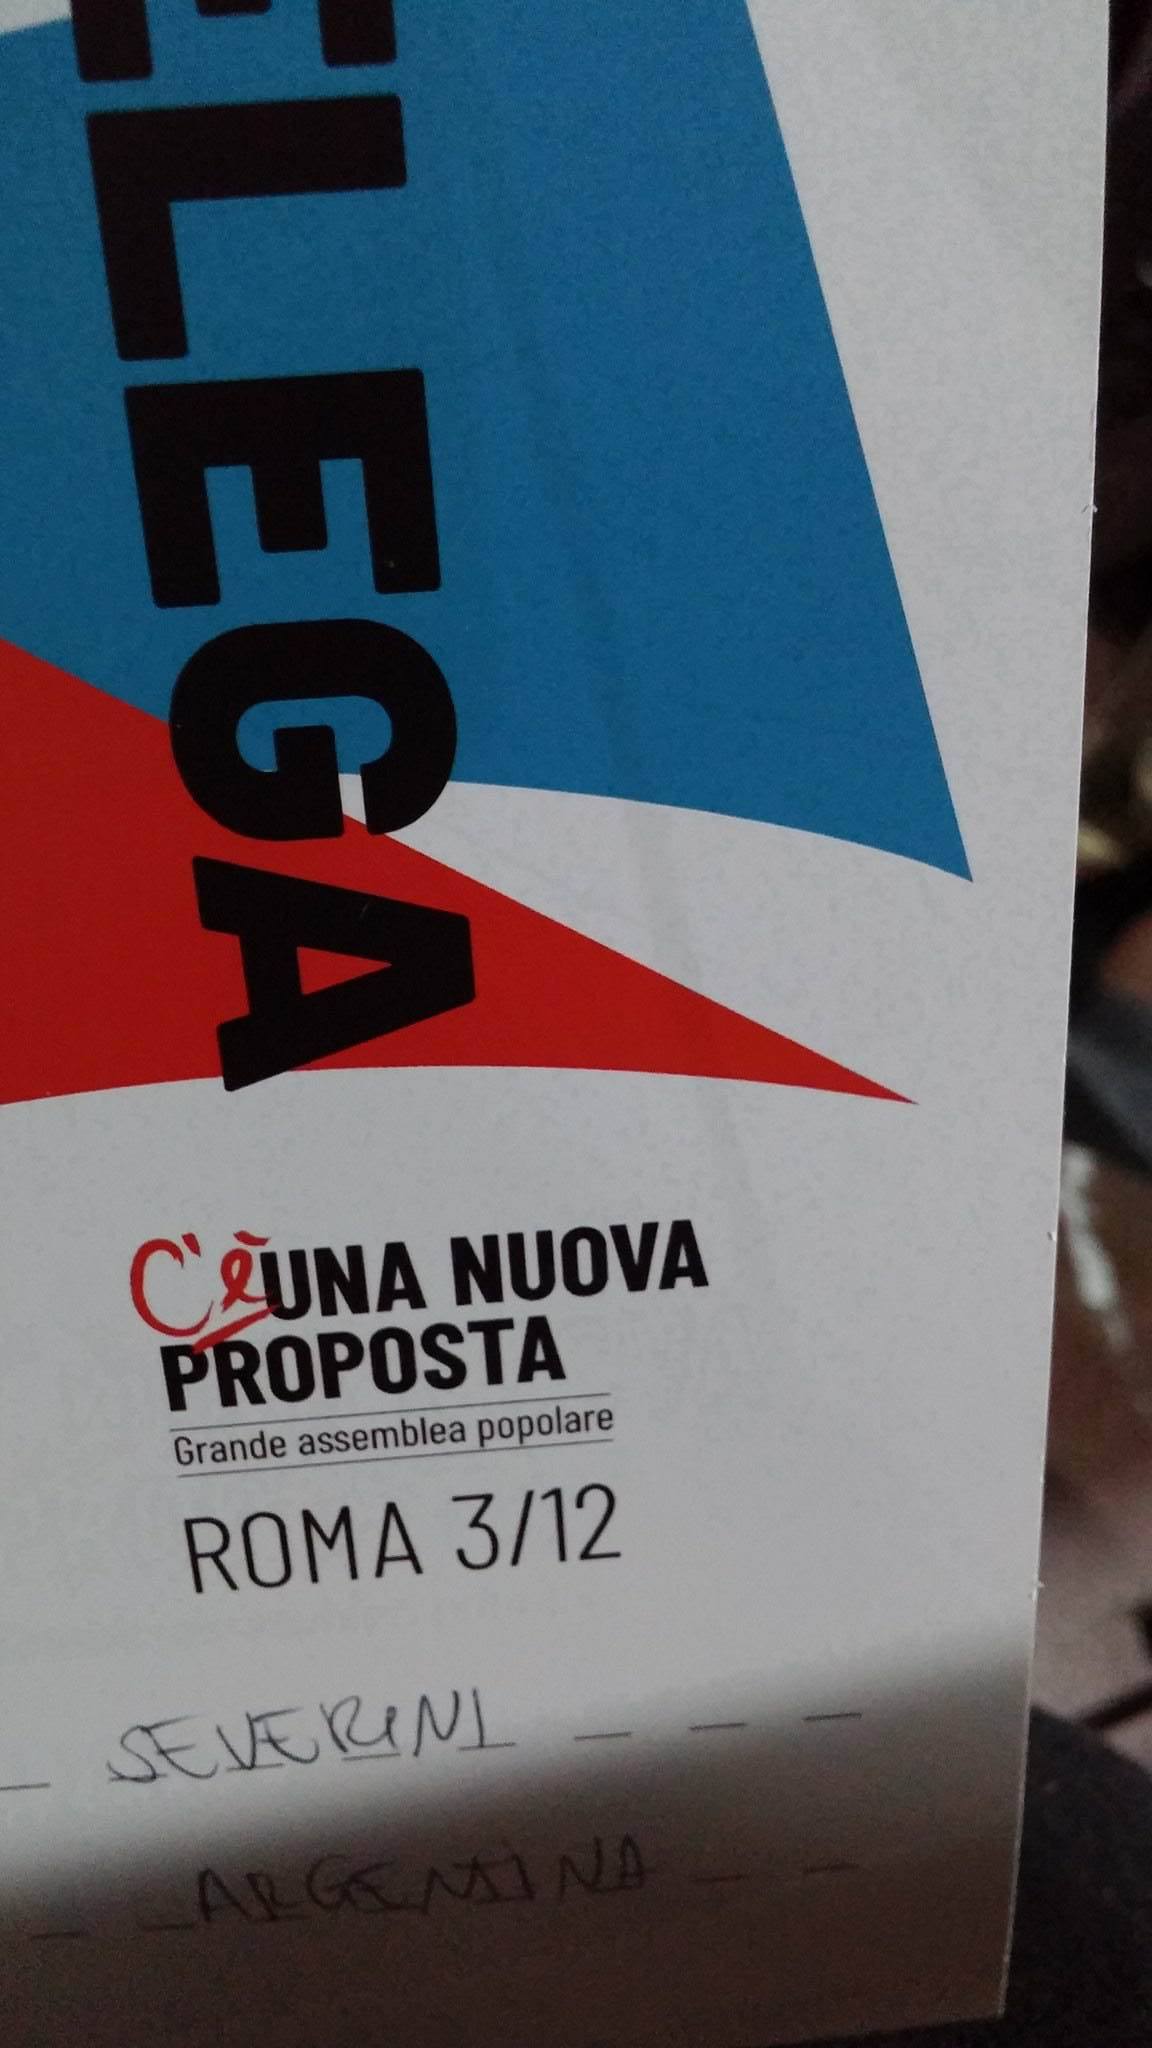 ELEGA
C'è UNA NUOVA
PROPOSTA
Grande assemblea popolare
ROMA 3/12
SEVERINI
ARGENTINA